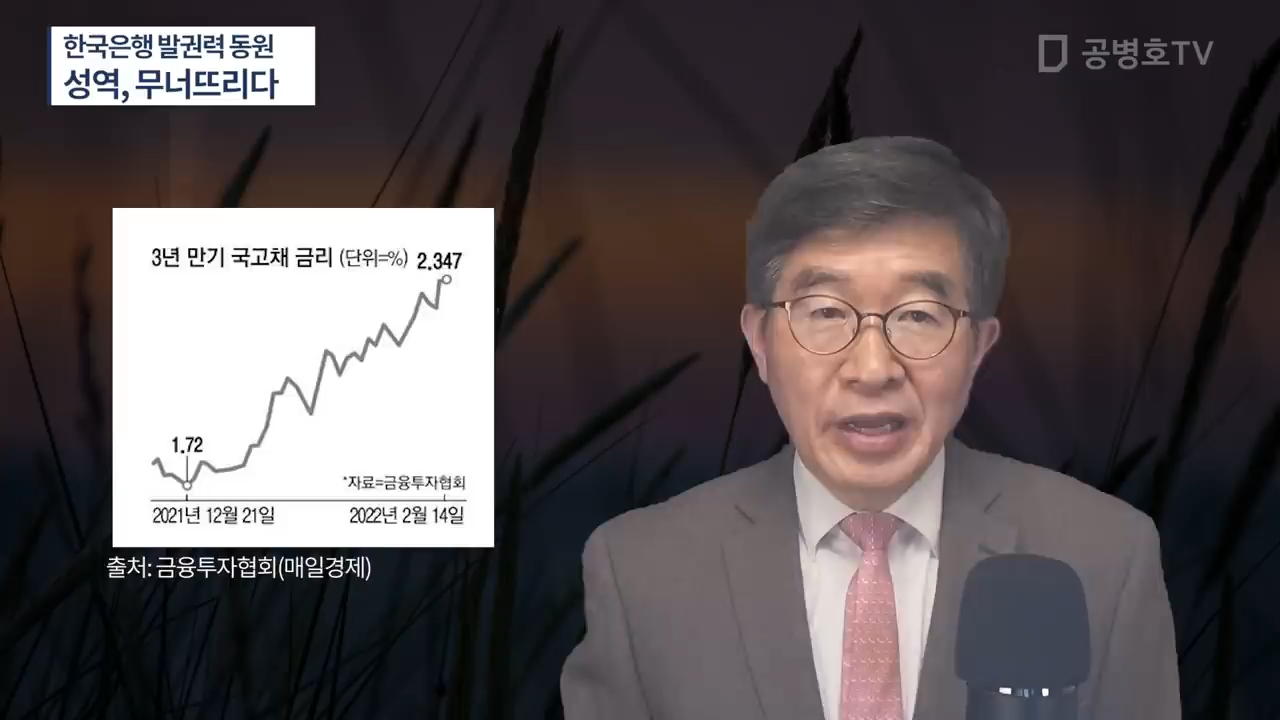 한국은행 발권력 동원
성역, 무너뜨리다
공병호TV
3년 만기 국고채 금리 (단위=%) 2.347
1.72
*자료=금융투자협회
2021년 12월 21일 2022년 2월 14일
출처: 금융투자협회(매일경제)